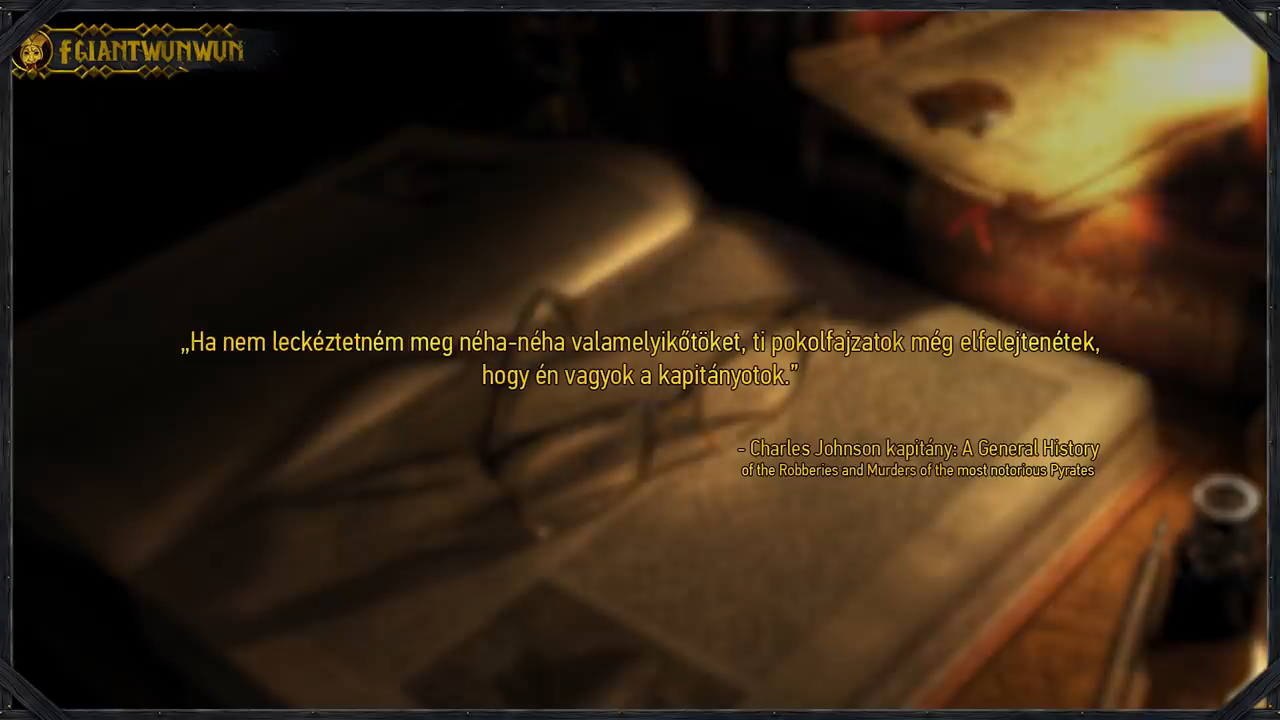 fGIANTWUNWUN
„Ha nem leckéztetném meg néha-néha valamelyikőtöket, ti pokolfajzatok még elfelejtenétek,
hogy én vagyok a kapitányotok.”
- Charles Johnson kapitány: A General History
of the Robberies and Murders of the most notorious Pyrates